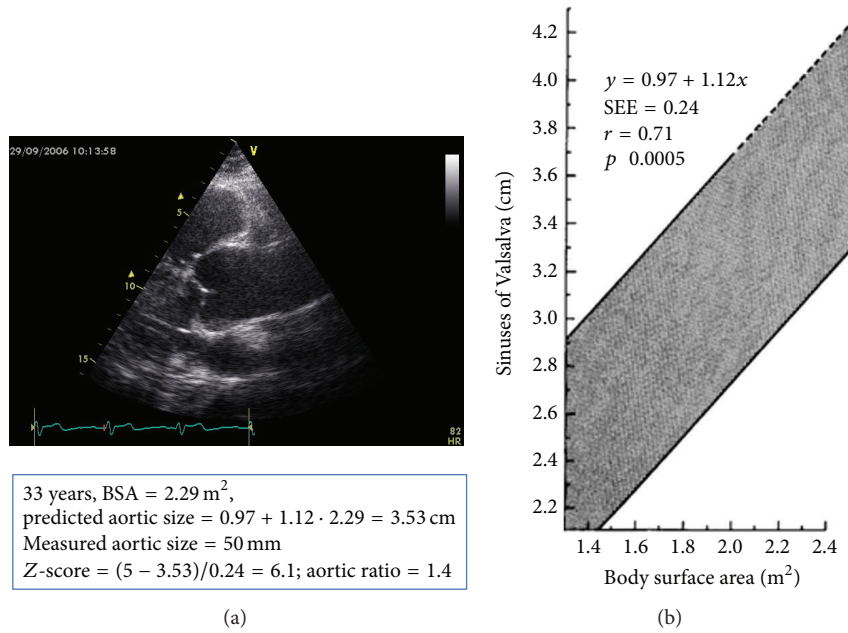 29/09/2006 10:13:58
V
5
10
15
82
HR
33 years, BSA = 2.29 m²,
predicted aortic size = 0.97 + 1.12 · 2.29 = 3.53 cm
Measured aortic size = 50 mm
Z-score = (5 − 3.53)/0.24 = 6.1; aortic ratio = 1.4
(a)
4.2
4.0
3.8
3.6
3.4
3.2
3.0
2.8
2.6
2.4
2.2
Sinuses of Valsalva (cm)
y = 0.97 + 1.12x
SEE = 0.24
r = 0.71
p 0.0005
1.4 1.6 1.8 2.0 2.2 2.4
Body surface area (m²)
(b)